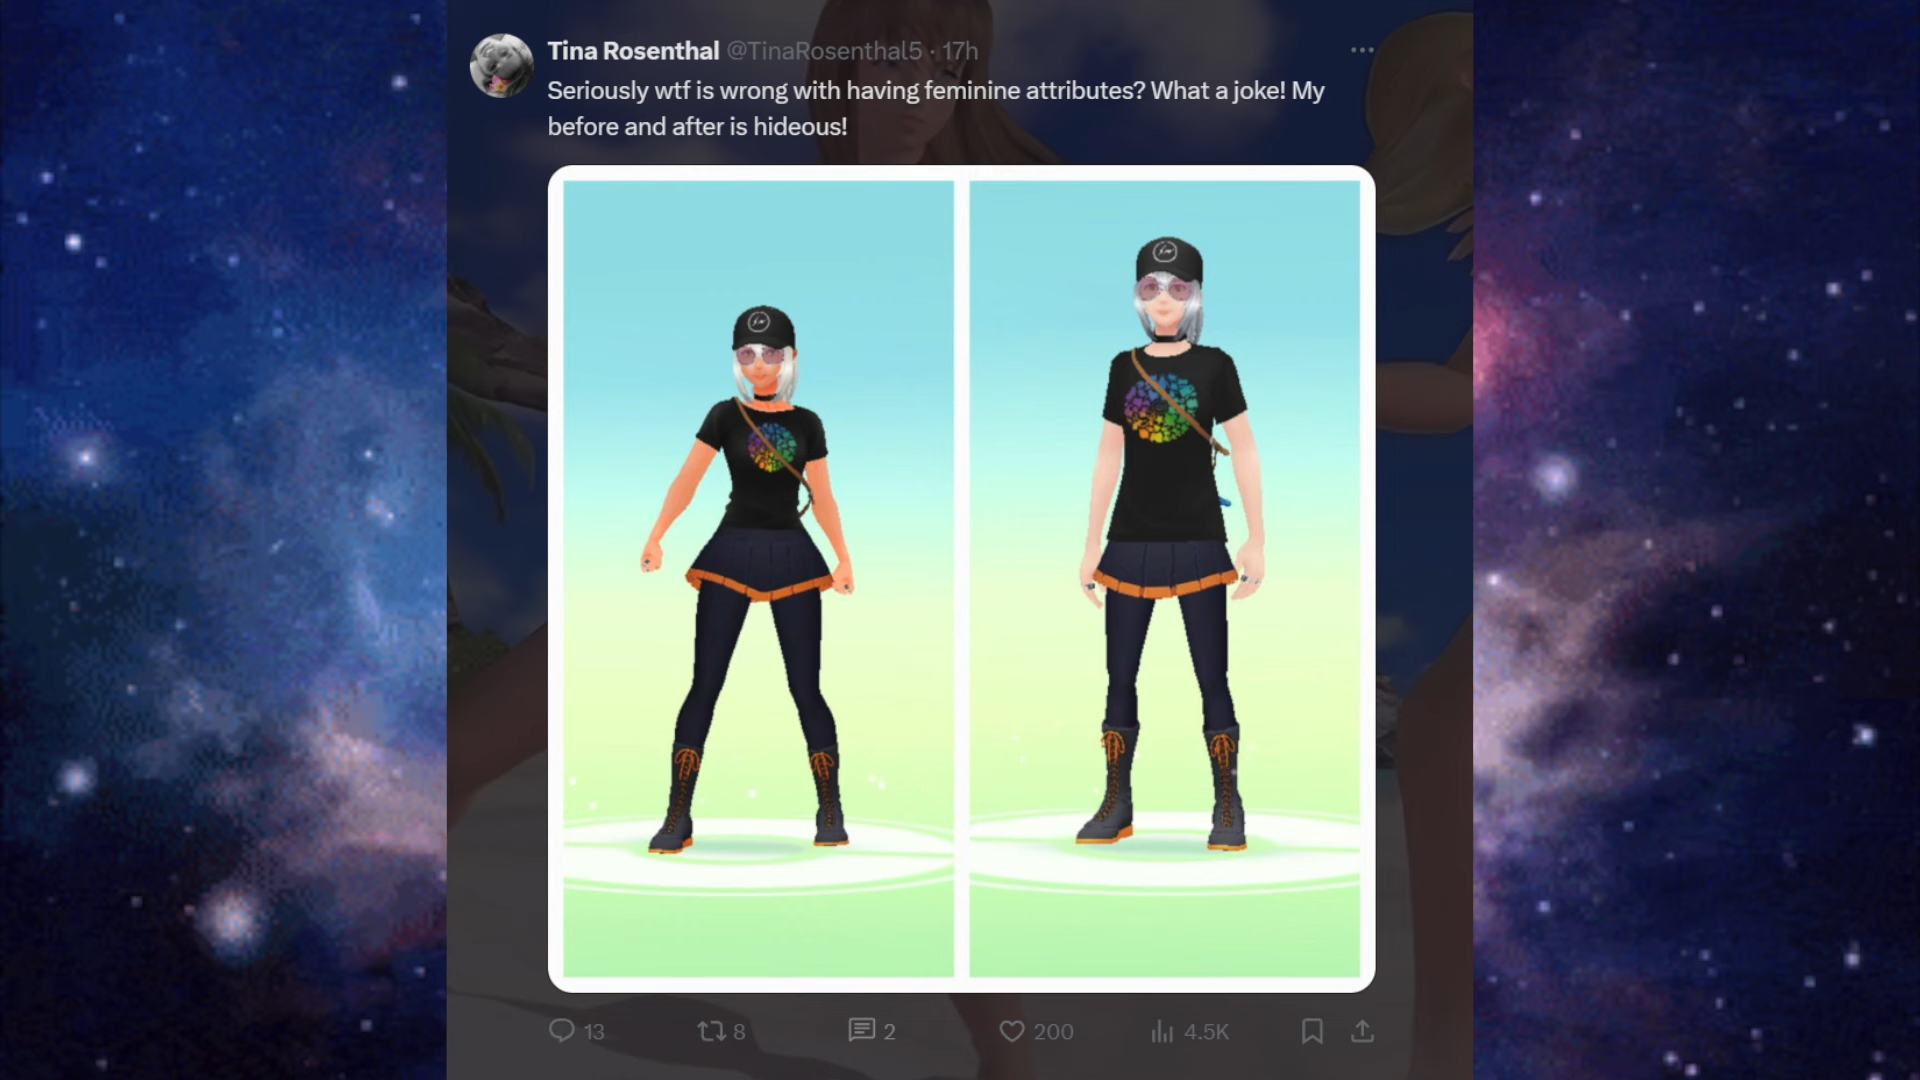 Tina Rosenthal @TinaRosenthal5 · 17h
Seriously wtf is wrong with having feminine attributes? What a joke! My
before and after is hideous!
13 8 2 200 4.5K